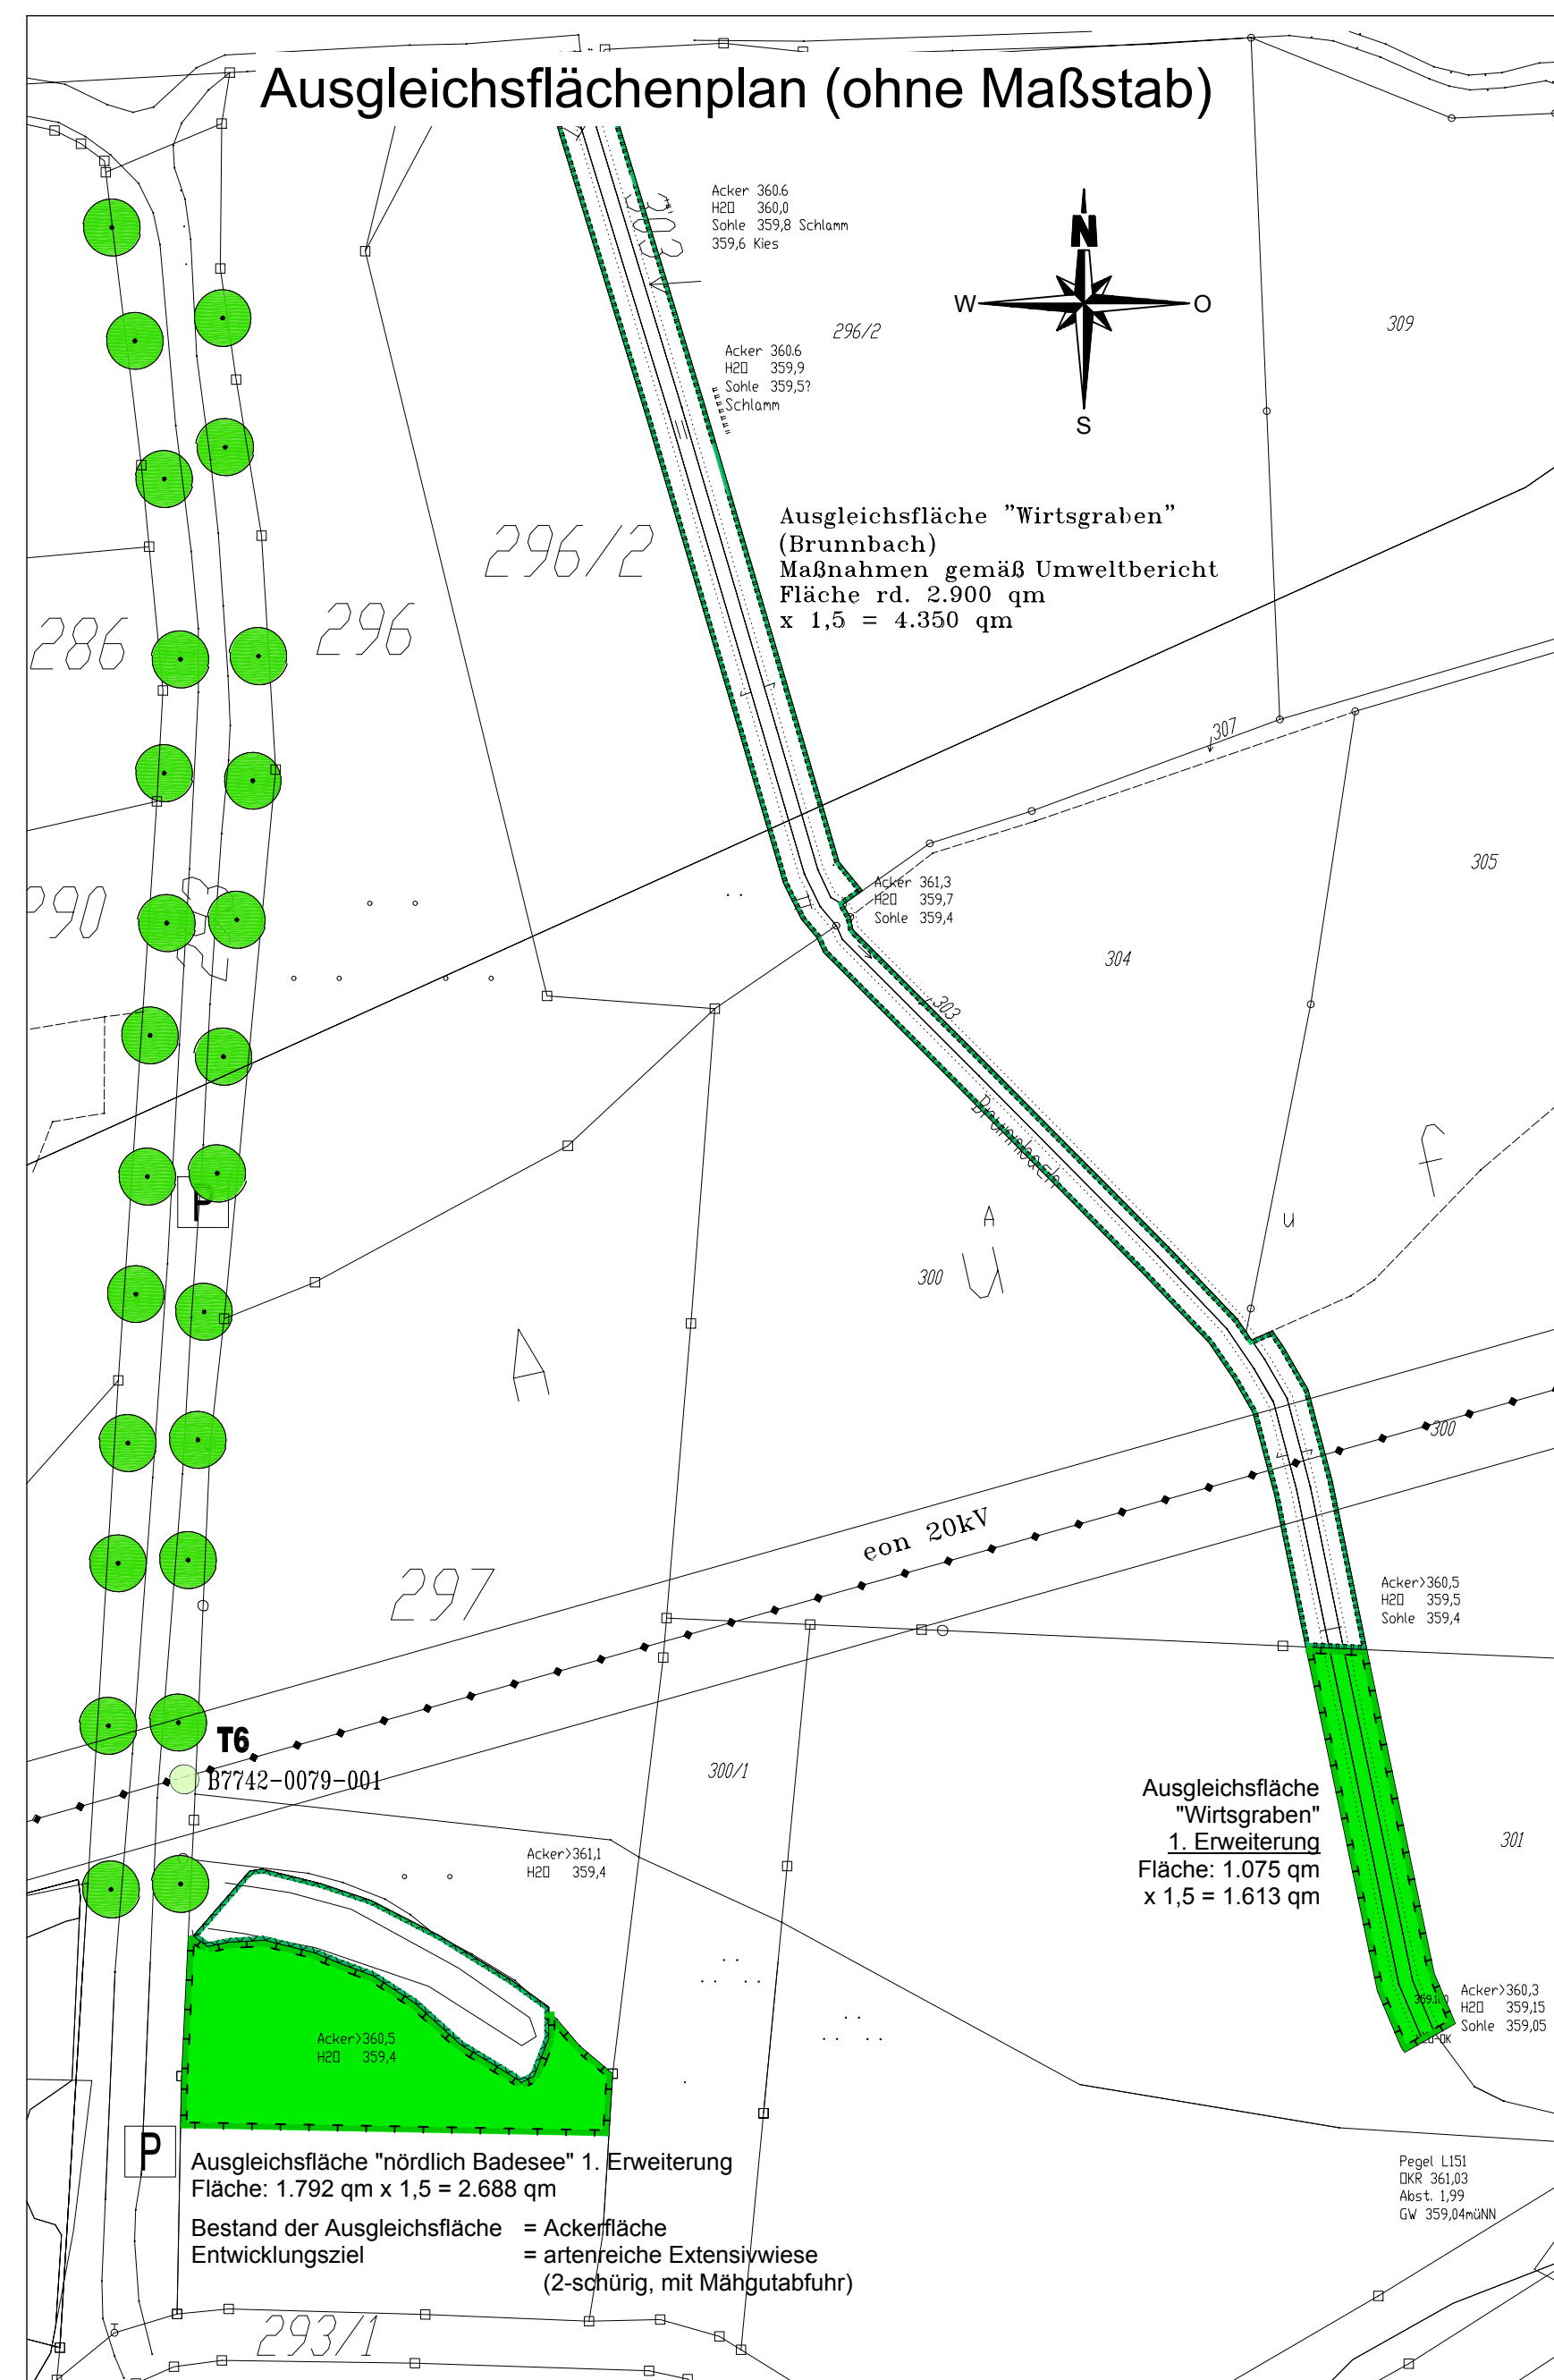 Ausgleichsflächenplan (ohne Maßstab)
303
Acker 360.6
H2O 360,0
Sohle 359,8 Schlamm
359,6 Kies
N
W
O
S
296/2
309
Acker 360.6
H2O 359,9
Sohle 359,5?
Schlamm
296/2
Ausgleichsfläche "Wirtsgraben"
(Brunnbach)
Maßnahmen gemäß Umweltbericht
Fläche rd. 2.900 qm
x 1,5 = 4.350 qm
286
296
307
305
290
Acker 361,3
H2O 359,7
Sohle 359,4
304
303
Brunnbach
f
P
A
u
300
U
A
300
eon 20kV
297
Acker>360,5
H2O 359,5
Sohle 359,4
T6
B7742-0079-001
300/1
Ausgleichsfläche
"Wirtsgraben"
1. Erweiterung
Fläche: 1.075 qm
x 1,5 = 1.613 qm
301
Acker>361,1
H2O 359,4
Acker>360,3
H2O 359,15
Sohle 359,05
Acker>360,5
H2O 359,4
P
Ausgleichsfläche "nördlich Badesee" 1. Erweiterung
Fläche: 1.792 qm x 1,5 = 2.688 qm
Bestand der Ausgleichsfläche = Ackerfläche
Entwicklungsziel = artenreiche Extensivwiese
(2-schürig, mit Mähgutabfuhr)
Pegel L151
OKR 361,03
Abst. 1,99
GW 359,04müNN
293/1